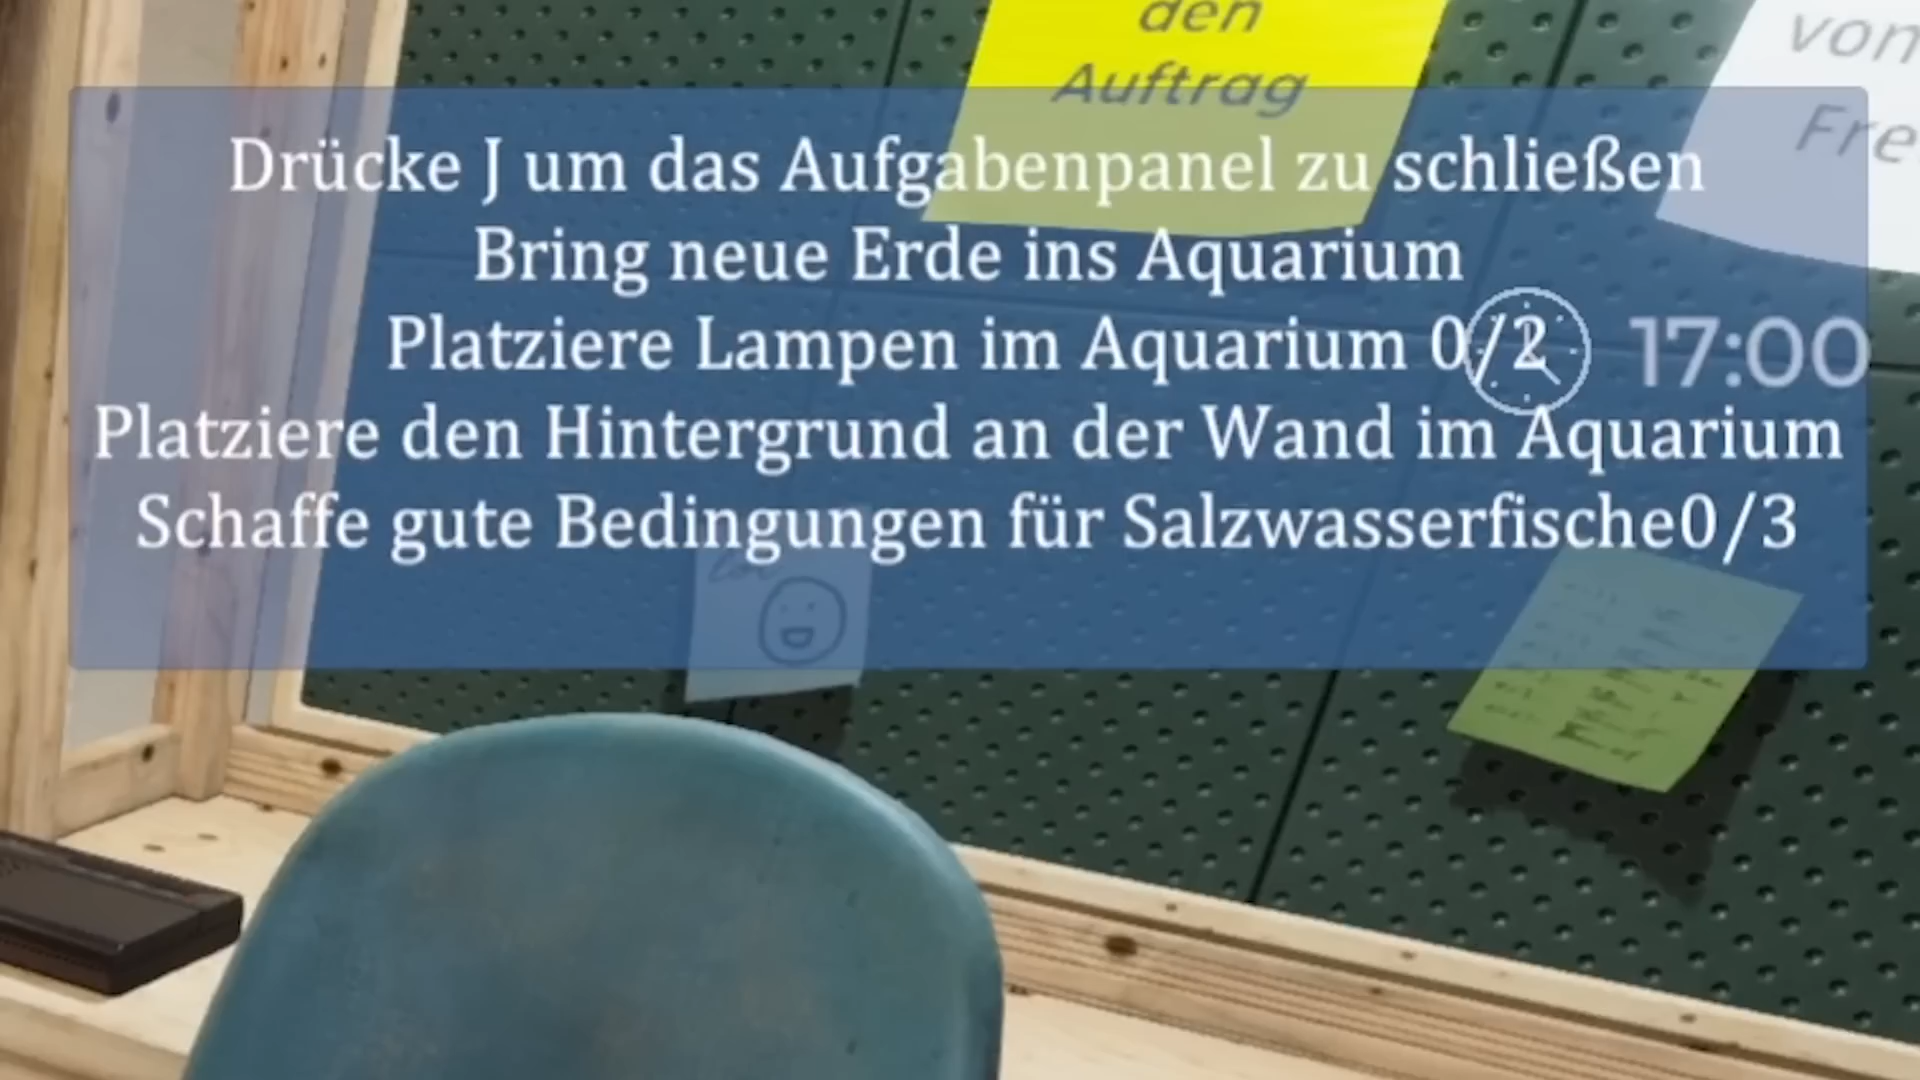 den
Auftrag
von
Fre
Drücke J um das Aufgabenpanel zu schließen
Bring neue Erde ins Aquarium
Platziere Lampen im Aquarium 0/2
17:00
Platziere den Hintergrund an der Wand im Aquarium
Schaffe gute Bedingungen für Salzwasserfische0/3